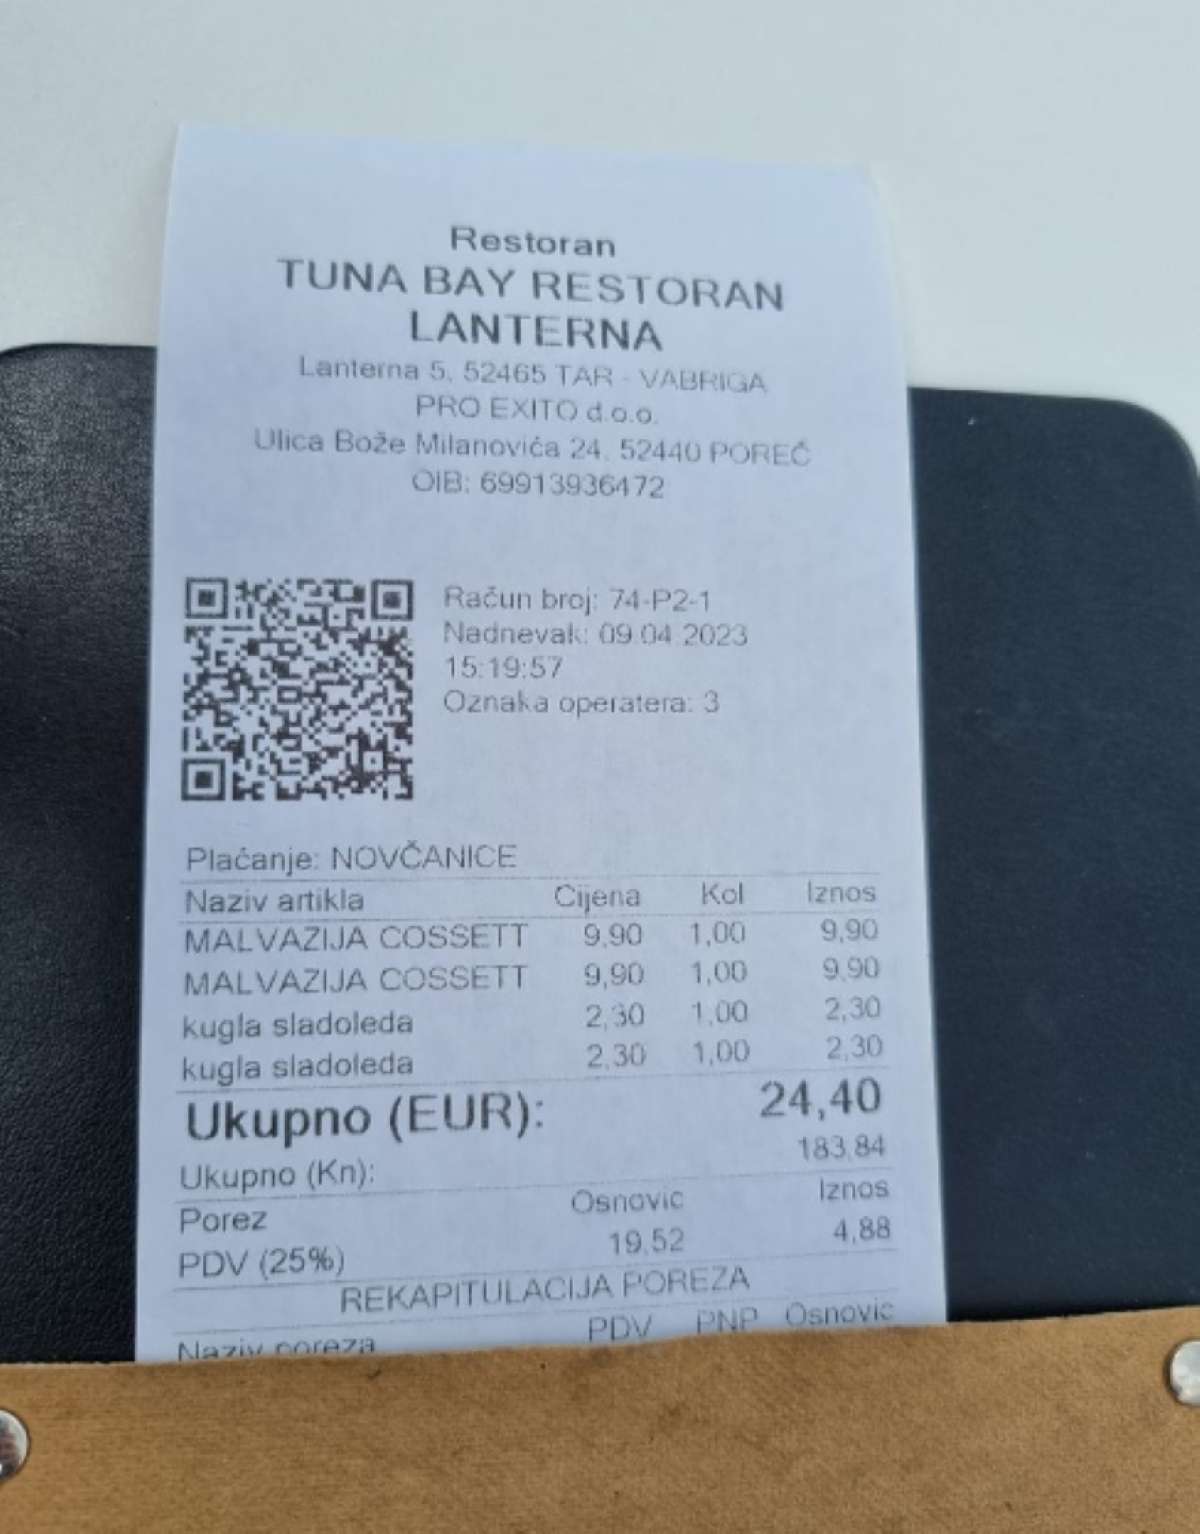 Restoran
TUNA BAY RESTORAN
LANTERNA
Lanterna 5, 52465 TAR - VABRIGA
PRO EXITO d.o.o.
Ulica Bože Milanovića 24, 52440 POREČ
OIB: 69913936472
Račun broj: 74-P2-1
Nadnevak: 09.04.2023
15:19:57
Oznaka operatera: 3
Plaćanje: NOVČANICE
Naziv artikla Cijena Kol Iznos
MALVAZIJA COSSETT 9,90 1,00 9,90
MALVAZIJA COSSETT 9,90 1,00 9,90
kugla sladoleda 2,30 1,00 2,30
kugla sladoleda 2,30 1,00 2,30
Ukupno (EUR): 24,40
Ukupno (Kn): 183,84
Porez Osnovic Iznos
PDV (25%) 19,52 4,88
REKAPITULACIJA POREZA
Naziv poreza PDV PNP Osnovic